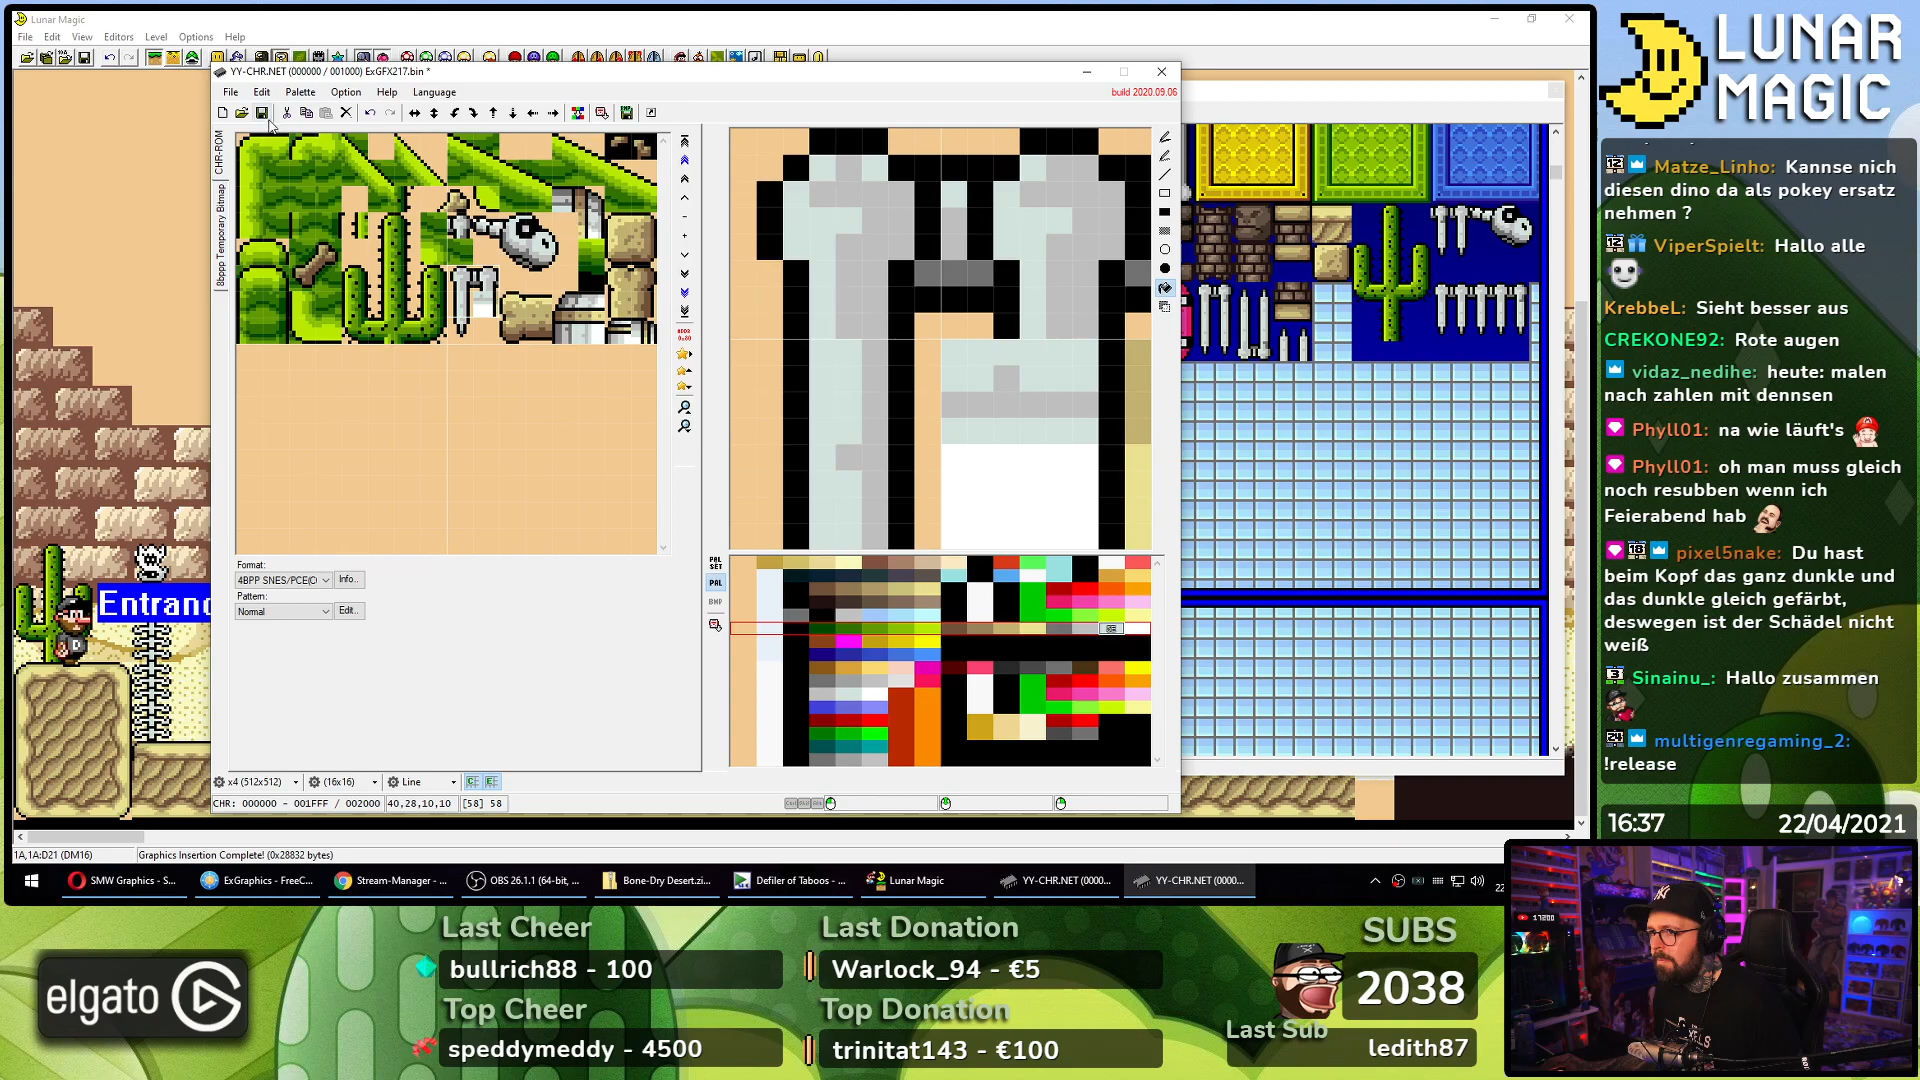 Lunar Magic
File Edit View Editors Level Options Help
YY-CHR.NET (000000 / 001000) ExGFX217.bin *
File Edit Palette Option Help Language
build 2020.09.06
CHR-ROM
8bppp Temporary Bitmap
Format:
4BPP SNES/PCE(C
Info..
Pattern:
Normal
Edit..
PAL SET
PAL
BMP
x4 (512x512)
(16x16)
Line
CHR: 000000 - 001FFF / 002000
40,28,10,10
[58] 58
Entranc
1A,1A:D21 (DM16)
Graphics Insertion Complete! (0x28832 bytes)
SMW Graphics - S...
ExGraphics - FreeC...
Stream-Manager - ...
OBS 26.1.1 (64-bit, ...
Bone-Dry Desert.zi...
Defiler of Taboos - ...
Lunar Magic
YY-CHR.NET (0000...
YY-CHR.NET (0000...
LUNAR
MAGIC
Matze_Linho: Kannse nich
diesen dino da als pokey ersatz
nehmen ?
ViperSpielt: Hallo alle
KrebbeL: Sieht besser aus
CREKONE92: Rote augen
vidaz_nedihe: heute: malen
nach zahlen mit dennsen
Phyll01: na wie läuft's
Phyll01: oh man muss gleich
noch resubben wenn ich
Feierabend hab
pixel5nake: Du hast
beim Kopf das ganz dunkle und
das dunkle gleich gefärbt,
deswegen ist der Schädel nicht
weiß
Sinainu_: Hallo zusammen
multigenregaming_2:
!release
16:37
22/04/2021
elgato
Last Cheer
bullrich88 - 100
Top Cheer
speddymeddy - 4500
Last Donation
Warlock_94 - €5
Top Donation
trinitat143 - €100
SUBS
2038
Last Sub
ledith87